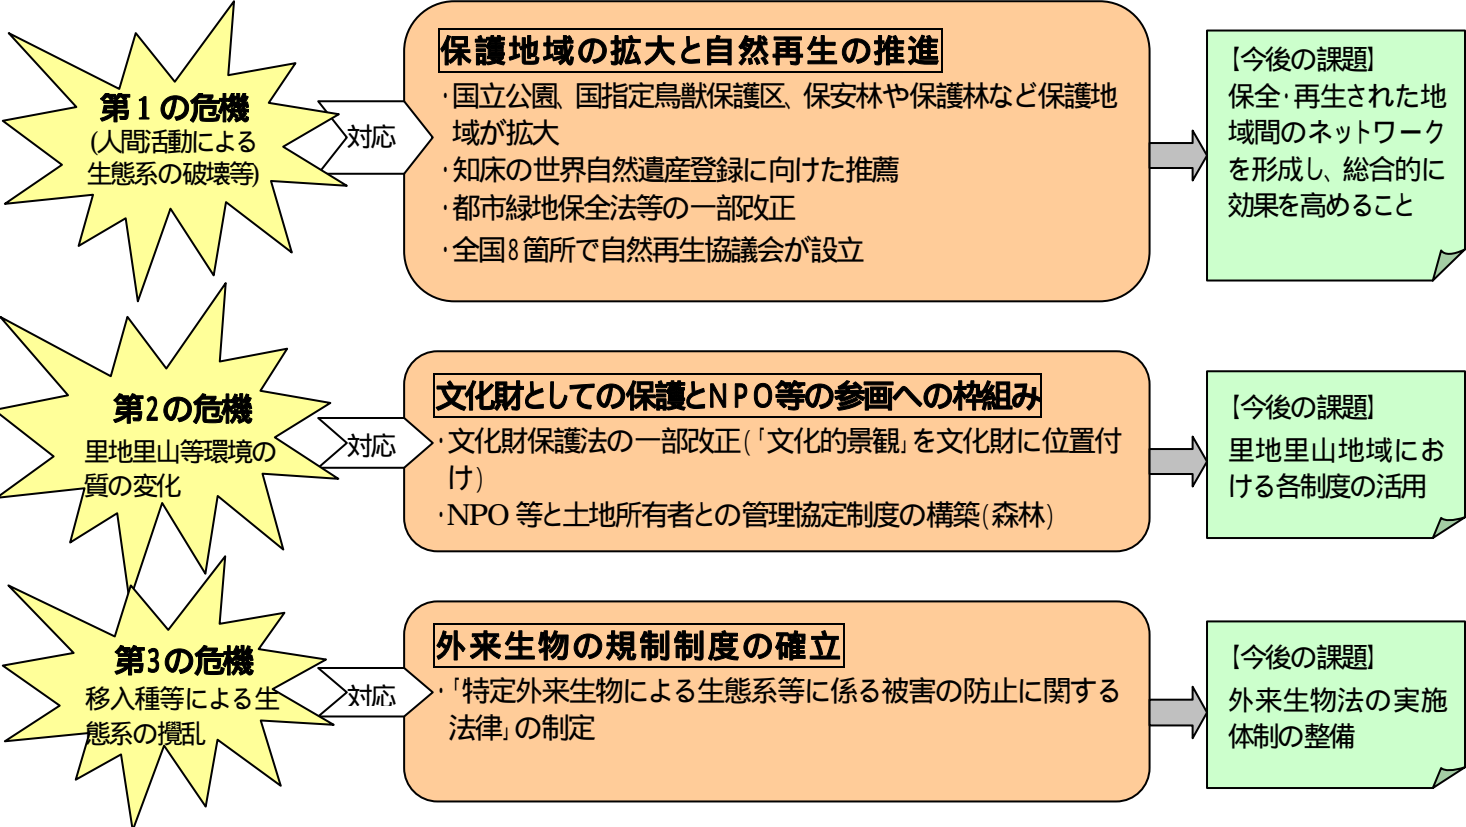 第1の危機
(人間活動による
生態系の破壊等)
対応
保護地域の拡大と自然再生の推進
・国立公園、国指定鳥獣保護区、保安林や保護林など保護地
域が拡大
・知床の世界自然遺産登録に向けた推薦
・都市緑地保全法等の一部改正
・全国8箇所で自然再生協議会が設立
【今後の課題】
保全・再生された地
域間のネットワーク
を形成し、総合的に
効果を高めること
第2の危機
里地里山等環境の
質の変化
対応
文化財としての保護とNPO等の参画への枠組み
・文化財保護法の一部改正(「文化的景観」を文化財に位置付
け)
・NPO等と土地所有者との管理協定制度の構築(森林)
【今後の課題】
里地里山地域にお
ける各制度の活用
第3の危機
移入種等による生
態系の攪乱
対応
外来生物の規制制度の確立
・「特定外来生物による生態系等に係る被害の防止に関する
法律」の制定
【今後の課題】
外来生物法の実施
体制の整備